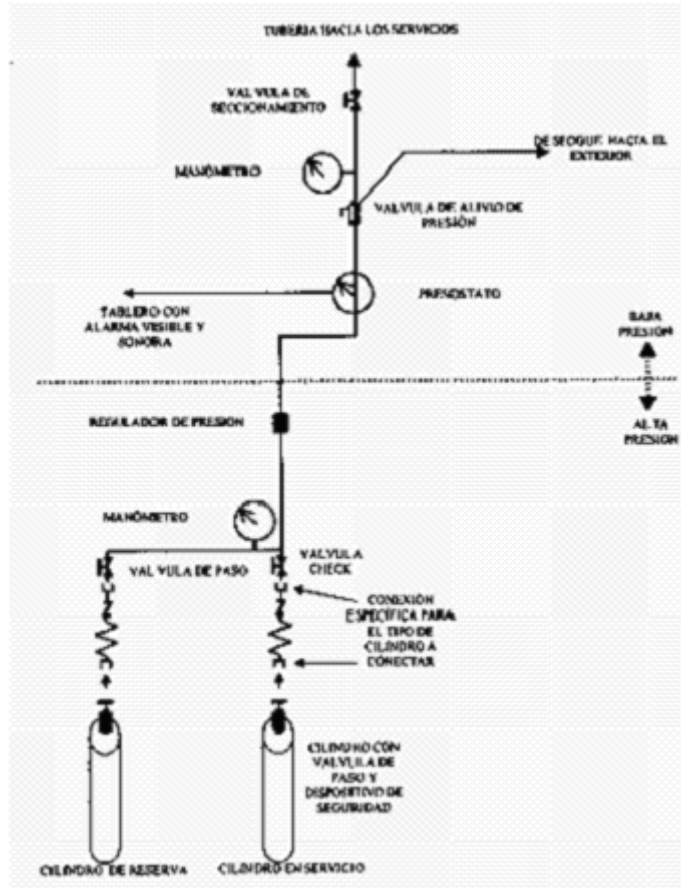 TUBERIA HACIA LOS SERVICIOS
VALVULA DE
SECCIONAMIENTO
DESFOGUE HACIA EL
EXTERIOR
MANÓMETRO
VALVULA DE ALIVIO DE
PRESIÓN
PRESOSTATO
TABLERO CON
ALARMA VISIBLE Y
SONORA
BAJA
PRESIÓN
REGULADOR DE PRESION
ALTA
PRESIÓN
MANÓMETRO
VALVULA DE PASO
VALVULA
CHECK
CONEXIÓN
ESPECÍFICA PARA
EL TIPO DE
CILINDRO A
CONECTAR
CILINDRO CON
VALVULA DE
PASO Y
DISPOSITIVO DE
SEGURIDAD
CILINDRO DE RESERVA
CILINDRO EN SERVICIO